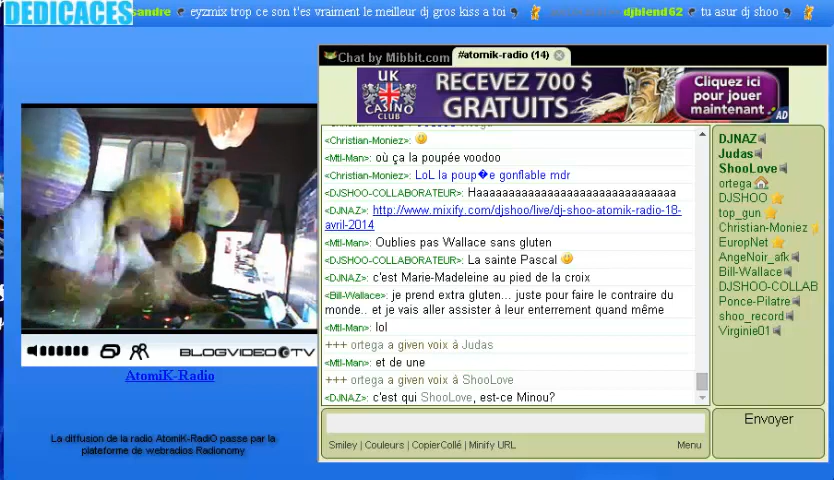 DEDICACES
sandre eyzmix trop ce son t'es vraiment le meilleur dj gros kiss a toi djblend62 tu asur dj shoo
Chat by Mibbit.com #atomik-radio (14)
UK CASINO CLUB
RECEVEZ 700 $ GRATUITS
Cliquez ici pour jouer maintenant
AD
<Christian-Moniez>:
<Mtl-Man>: où ça la poupée voodoo
<Christian-Moniez>: LoL la poup�e gonflable mdr
<DJSHOO-COLLABORATEUR>: Haaaaaaaaaaaaaaaaaaaaaaaaaaaaaaa
<DJNAZ>: http://www.mixify.com/djshoo/live/dj-shoo-atomik-radio-18-
avril-2014
<Mtl-Man>: Oublies pas Wallace sans gluten
<DJSHOO-COLLABORATEUR>: La sainte Pascal
<DJNAZ>: c'est Marie-Madeleine au pied de la croix
<Bill-Wallace>: je prend extra gluten... juste pour faire le contraire du
monde.. et je vais aller assister à leur enterrement quand même
<Mtl-Man>: lol
+++ ortega a given voix à Judas
<Mtl-Man>: et de une
+++ ortega a given voix à ShooLove
<DJNAZ>: c'est qui ShooLove, est-ce Minou?
DJNAZ
Judas
ShooLove
ortega
DJSHOO
top_gun
Christian-Moniez
EuropNet
AngeNoir_afk
Bill-Wallace
DJSHOO-COLLAB
Ponce-Pilatre
shoo_record
Virginie01
Envoyer
Smiley | Couleurs | CopierCollé | Minify URL
Menu
BLOGVIDEO TV
AtomiK-Radio
La diffusion de la radio AtomiK-RadiO passe par la
plateforme de webradios Radionomy